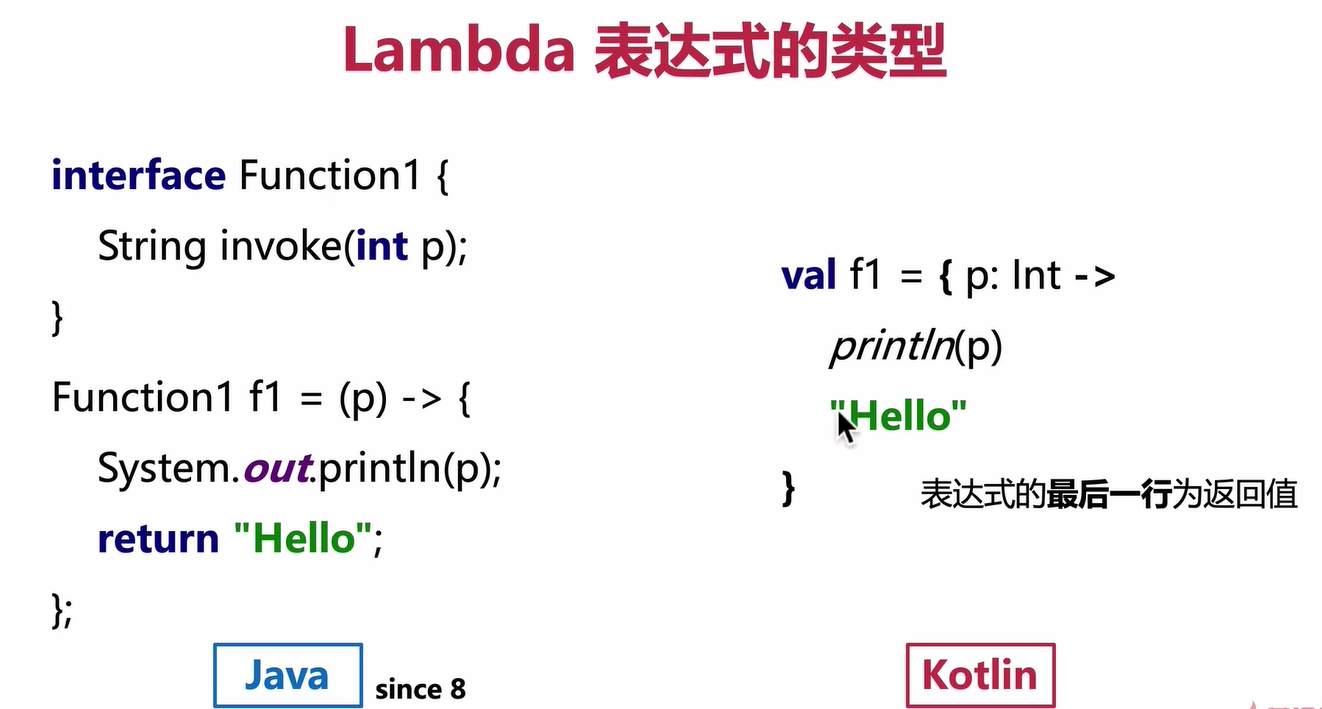 Lambda 表达式的类型
interface Function1 {
String invoke(int p);
}
Function1 f1 = (p) -> {
System.out.println(p);
return "Hello";
};
Java
since 8
val f1 = { p: Int ->
println(p)
"Hello"
}
表达式的最后一行为返回值
Kotlin